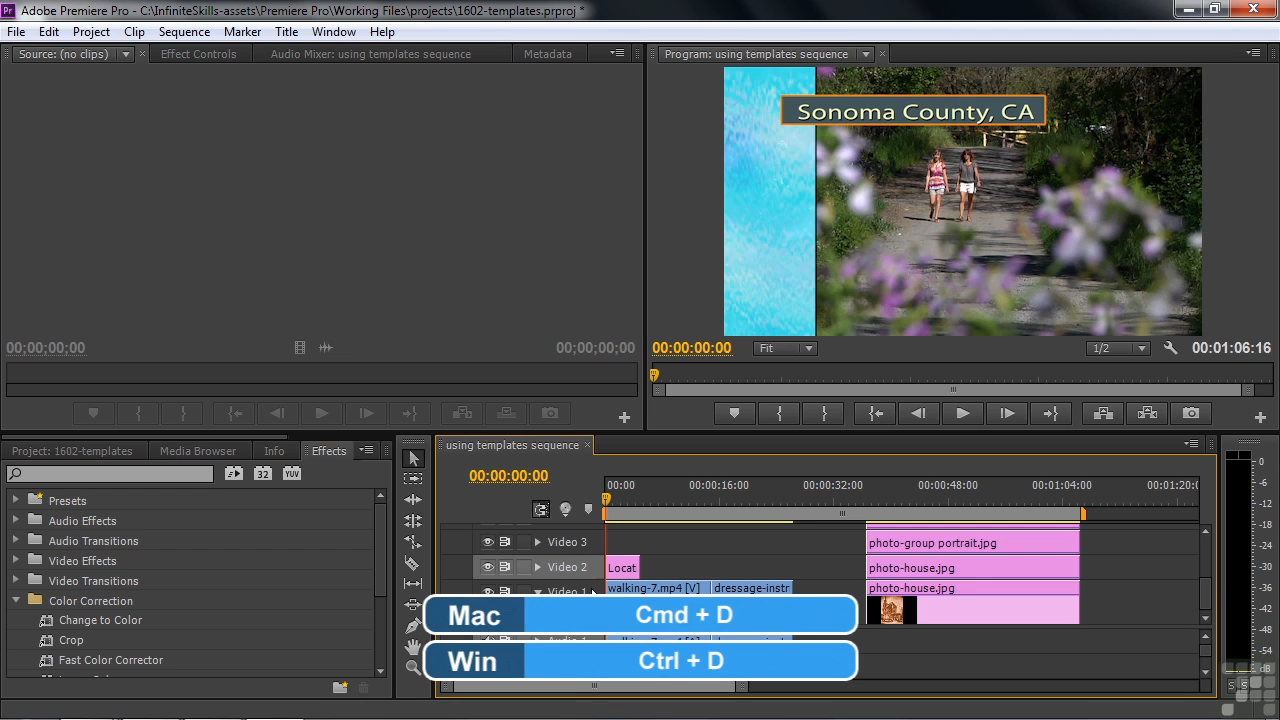 Pr Adobe Premiere Pro - C:\InfiniteSkills-assets\Premiere Pro\Working Files\projects\1602-templates.prproj *
File Edit Project Clip Sequence Marker Title Window Help
Source: (no clips) Effect Controls Audio Mixer: using templates sequence Metadata
Program: using templates sequence
Sonoma County, CA
00;00;00;00 00;00;00;00
00:00:00:00 Fit 1/2 00:01:06:16
Project: 1602-templates Media Browser Info Effects
32 YUV
Presets
Audio Effects
Audio Transitions
Video Effects
Video Transitions
Color Correction
Change to Color
Crop
Fast Color Corrector
using templates sequence
00:00:00:00
00:00 00:00:16:00 00:00:32:00 00:00:48:00 00:01:04:00 00:01:20:0
Video 3 photo-group portrait.jpg
Video 2 Locat photo-house.jpg
Video 1 walking-7.mp4 [V] dressage-instr photo-house.jpg
Mac Cmd + D
Win Ctrl + D
0
-6
-12
-18
-24
-30
-36
-42
-48
-54
dB
S S